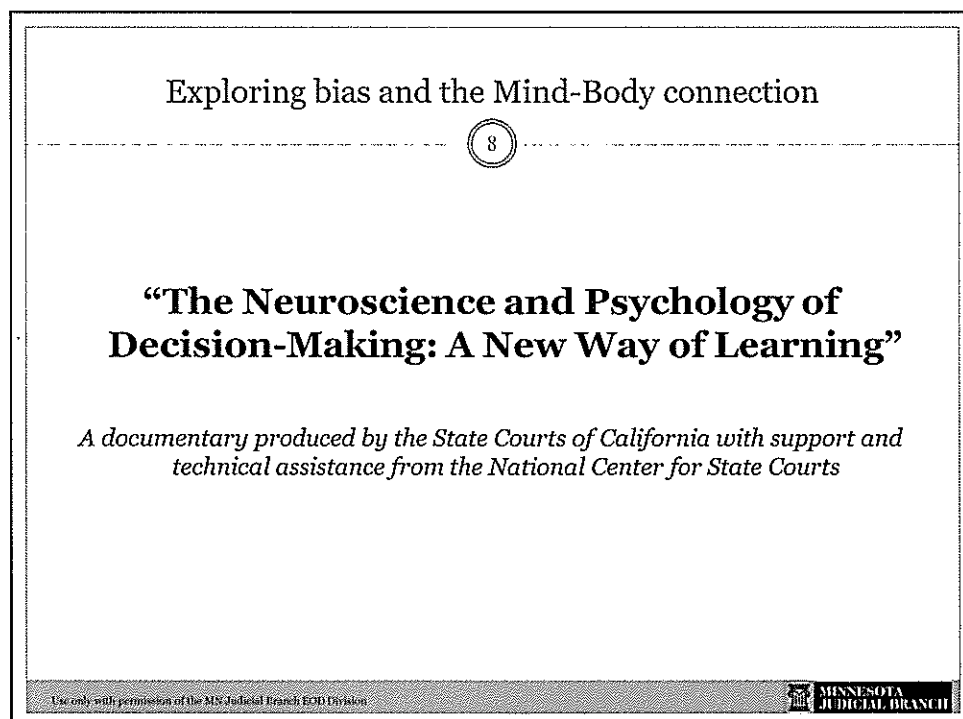 Exploring bias and the Mind-Body connection
8
“The Neuroscience and Psychology of
Decision-Making: A New Way of Learning”
A documentary produced by the State Courts of California with support and
technical assistance from the National Center for State Courts
Use only with permission of the MN Judicial Branch EOD Division
MINNESOTA
JUDICIAL BRANCH